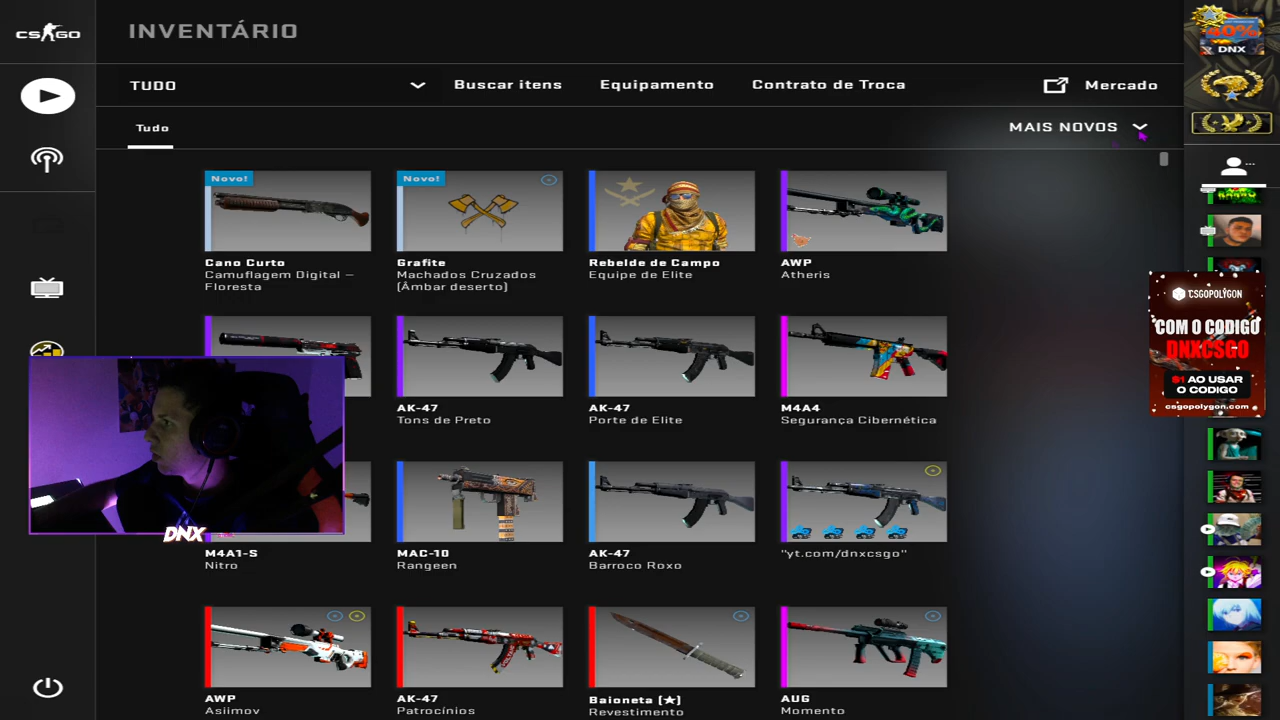 CS GO
INVENTÁRIO
TUDO
Buscar itens
Equipamento
Contrato de Troca
Mercado
Tudo
MAIS NOVOS
40%
DNX
Novo!
Cano Curto
Camuflagem Digital –
Floresta
Novo!
Grafite
Machados Cruzados
(Âmbar deserto)
Rebelde de Campo
Equipe de Elite
AWP
Atheris
AK-47
Tons de Preto
AK-47
Porte de Elite
M4A4
Segurança Cibernética
M4A1-S
Nitro
MAC-10
Rangeen
AK-47
Barroco Roxo
"yt.com/dnxcsgo"
AWP
Asiimov
AK-47
Patrocínios
Baioneta (★)
Revestimento
AUG
Momento
DNX
CSGOPOLYGON
COM O CODIGO
DNXCSGO
$1 AO USAR
O CODIGO
csgopolygon.com